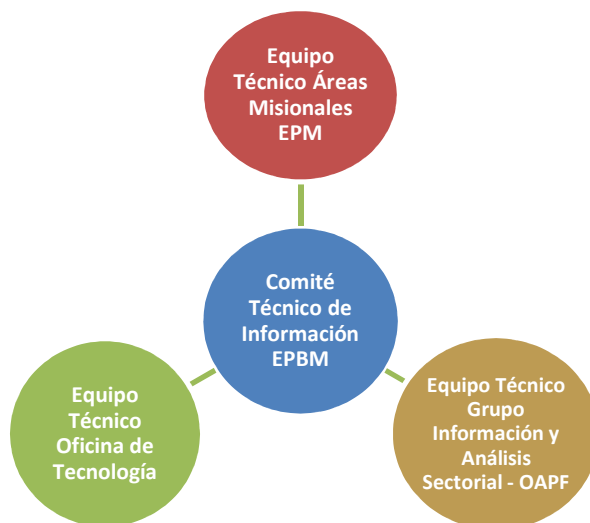 Equipo
Técnico Áreas
Misionales
EPM
Comité
Técnico de
Información
EPBM
Equipo
Técnico
Oficina de
Tecnología
Equipo Técnico
Grupo
Información y
Análisis
Sectorial - OAPF